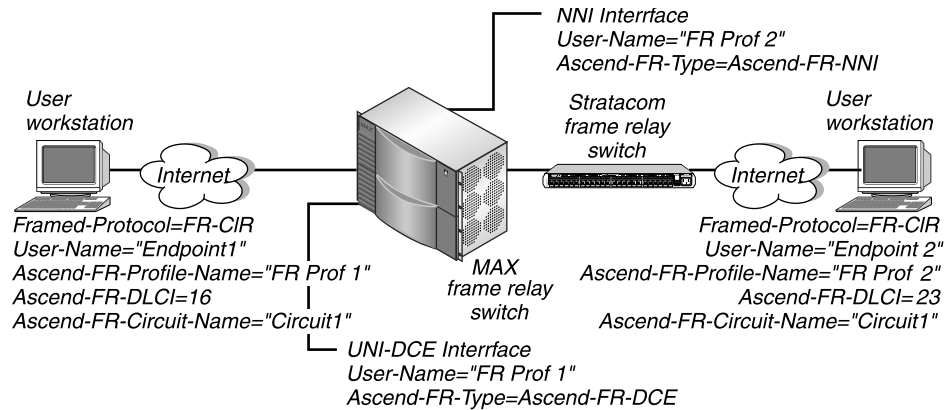 NNI Interrface
User-Name="FR Prof 2"
Ascend-FR-Type=Ascend-FR-NNI
User
workstation
Stratacom
frame relay
switch
User
workstation
MAX
Internet
Internet
Framed-Protocol=FR-CIR
User-Name="Endpoint1"
Ascend-FR-Profile-Name="FR Prof 1"
Ascend-FR-DLCI=16
Ascend-FR-Circuit-Name="Circuit1"
MAX
frame relay
switch
Framed-Protocol=FR-CIR
User-Name="Endpoint 2"
Ascend-FR-Profile-Name="FR Prof 2"
Ascend-FR-DLCI=23
Ascend-FR-Circuit-Name="Circuit1"
UNI-DCE Interrface
User-Name="FR Prof 1"
Ascend-FR-Type=Ascend-FR-DCE